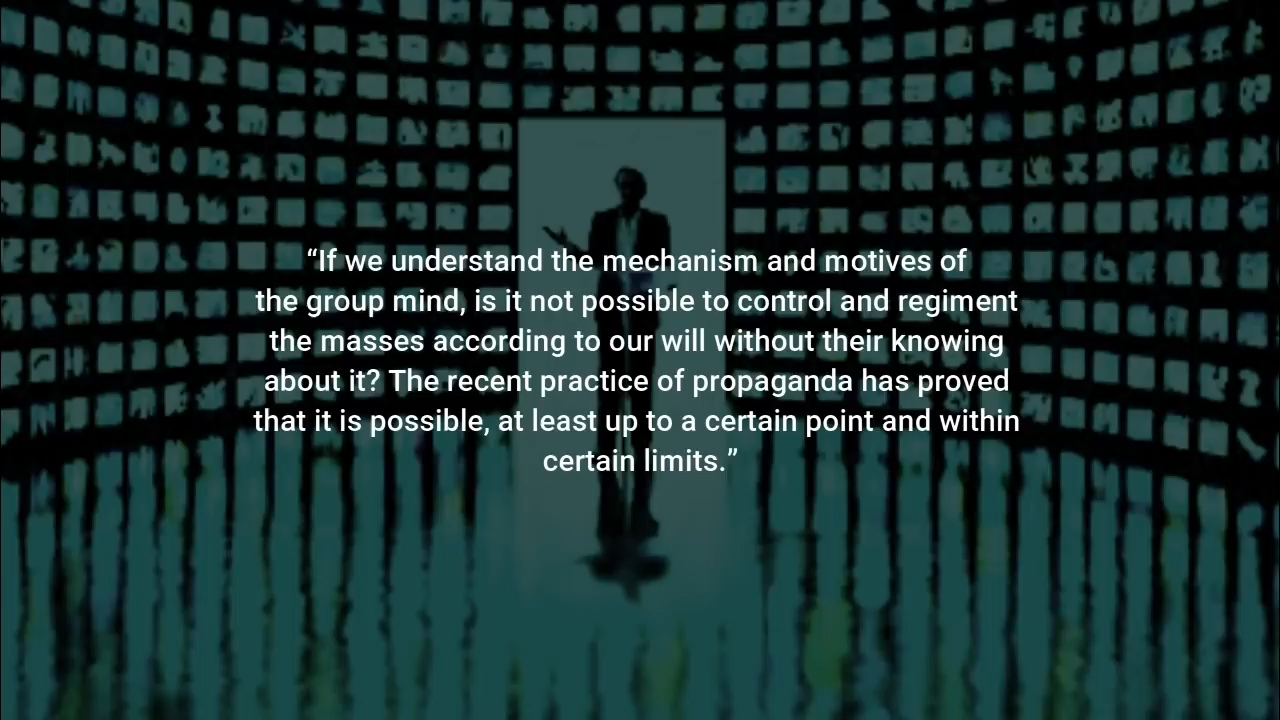 “If we understand the mechanism and motives of
the group mind, is it not possible to control and regiment
the masses according to our will without their knowing
about it? The recent practice of propaganda has proved
that it is possible, at least up to a certain point and within
certain limits.”